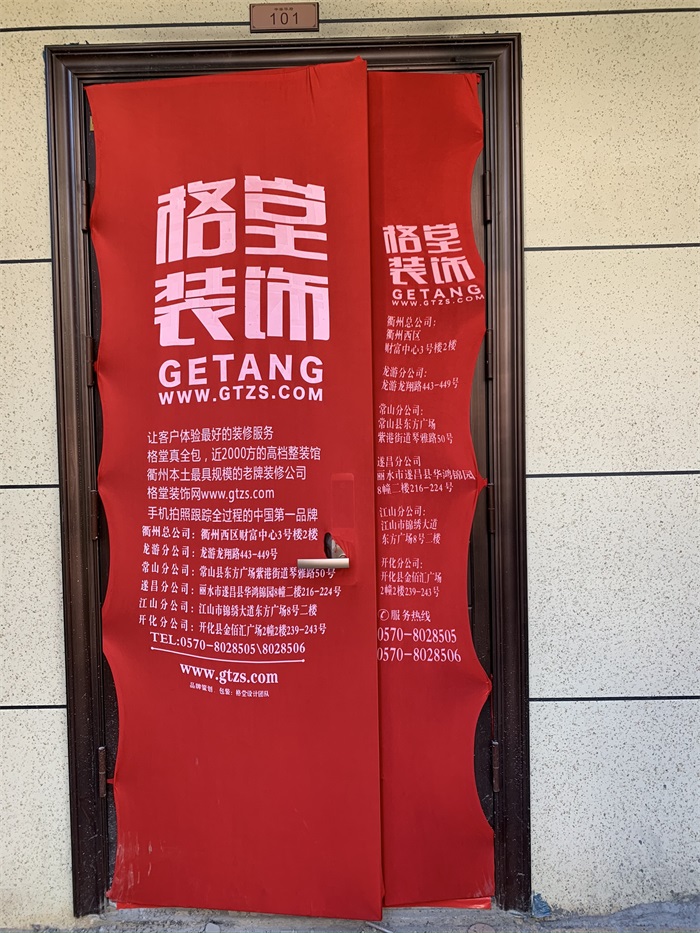 101
格堂
装饰
GETANG
WWW.GTZS.COM
让客户体验最好的装修服务
格堂真全包，近2000方的高档整装馆
衢州本土最具规模的老牌装修公司
格堂装饰网www.gtzs.com
手机拍照跟踪全过程的中国第一品牌
衢州总公司：衢州西区财富中心3号楼2楼
龙游分公司：龙游龙翔路443-449号
常山分公司：常山县东方广场紫港街道琴雅路50号
遂昌分公司：丽水市遂昌县华鸿锦园8幢二楼216-224号
江山分公司：江山市锦绣大道东方广场8号二楼
开化分公司：开化县金佰汇广场2幢2楼239-243号
TEL:0570-8028505\8028506
www.gtzs.com
品牌策划 包装：格堂设计团队
格堂
装饰
GETANG
WWW.GTZS.COM
衢州总公司：
衢州西区
财富中心3号楼2楼
龙游分公司：
龙游龙翔路443-449号
常山分公司：
常山县东方广场
紫港街道琴雅路50号
遂昌分公司
丽水市遂昌县华鸿锦园
8幢二楼216-224号
江山分公司：
江山市锦绣大道
东方广场8号二楼
开化分公司：
开化县金佰汇广场
2幢2楼239-243号
服务热线
0570-8028505
0570-8028506